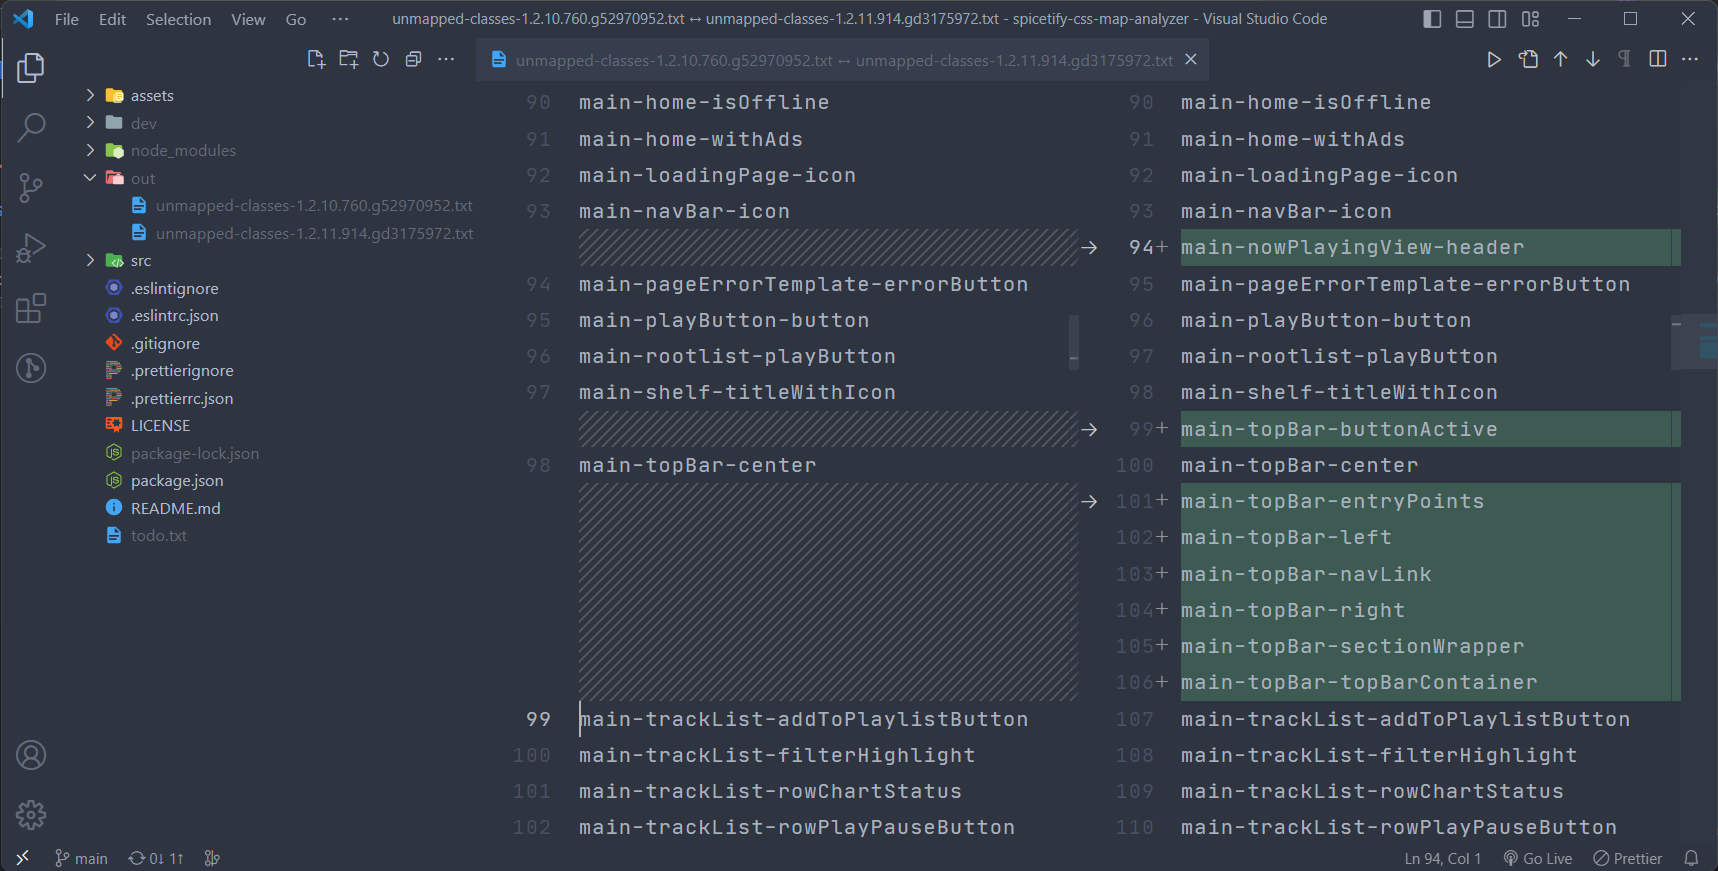 File Edit Selection View Go ··· unmapped-classes-1.2.10.760.g52970952.txt ↔ unmapped-classes-1.2.11.914.gd3175972.txt - spicetify-css-map-analyzer - Visual Studio Code
unmapped-classes-1.2.10.760.g52970952.txt ↔ unmapped-classes-1.2.11.914.gd3175972.txt
assets
dev
node_modules
out
unmapped-classes-1.2.10.760.g52970952.txt
unmapped-classes-1.2.11.914.gd3175972.txt
src
.eslintignore
.eslintrc.json
.gitignore
.prettierignore
.prettierrc.json
LICENSE
package-lock.json
package.json
README.md
todo.txt
90 main-home-isOffline
91 main-home-withAds
92 main-loadingPage-icon
93 main-navBar-icon
94 main-pageErrorTemplate-errorButton
95 main-playButton-button
96 main-rootlist-playButton
97 main-shelf-titleWithIcon
98 main-topBar-center
99 main-trackList-addToPlaylistButton
100 main-trackList-filterHighlight
101 main-trackList-rowChartStatus
102 main-trackList-rowPlayPauseButton
90 main-home-isOffline
91 main-home-withAds
92 main-loadingPage-icon
93 main-navBar-icon
94+ main-nowPlayingView-header
95 main-pageErrorTemplate-errorButton
96 main-playButton-button
97 main-rootlist-playButton
98 main-shelf-titleWithIcon
99+ main-topBar-buttonActive
100 main-topBar-center
101+ main-topBar-entryPoints
102+ main-topBar-left
103+ main-topBar-navLink
104+ main-topBar-right
105+ main-topBar-sectionWrapper
106+ main-topBar-topBarContainer
107 main-trackList-addToPlaylistButton
108 main-trackList-filterHighlight
109 main-trackList-rowChartStatus
110 main-trackList-rowPlayPauseButton
main 0↓ 1↑ Ln 94, Col 1 Go Live Prettier